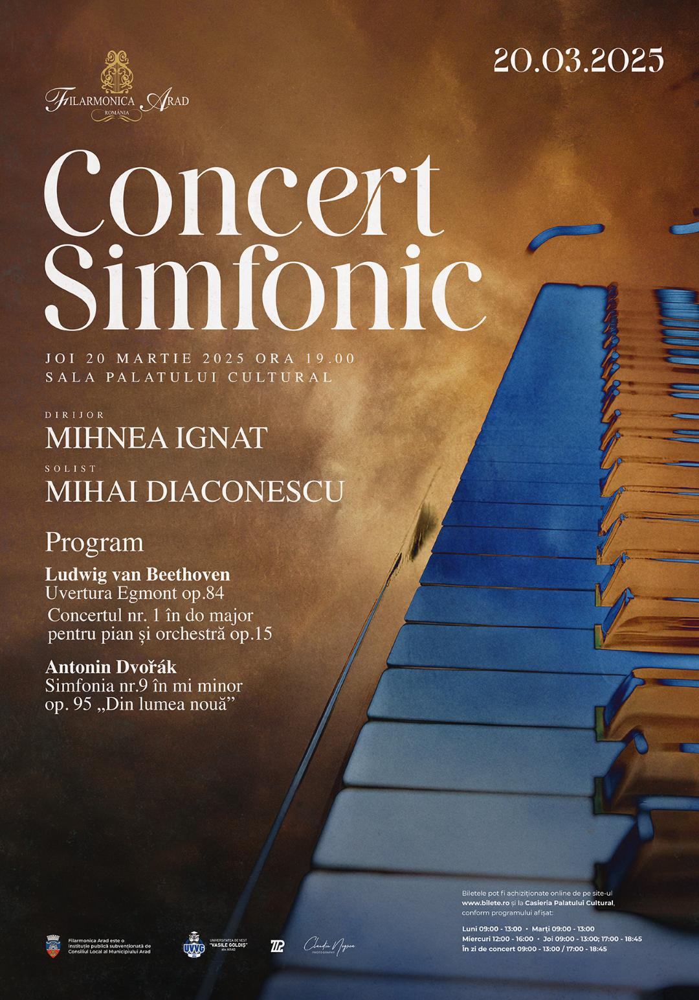 20.03.2025
FILARMONICA ARAD
ROMÂNIA
Concert
Simfonic
JOI 20 MARTIE 2025 ORA 19.00
SALA PALATULUI CULTURAL
DIRIJOR
MIHNEA IGNAT
SOLIST
MIHAI DIACONESCU
Program
Ludwig van Beethoven
Uvertura Egmont op.84
Concertul nr. 1 în do major
pentru pian și orchestră op.15
Antonin Dvořák
Simfonia nr.9 în mi minor
op. 95 „Din lumea nouă”
Biletele pot fi achiziționate online de pe site-ul
www.bilete.ro și la Casieria Palatului Cultural,
conform programului afișat:
Luni 09:00 - 13:00 • Marți 09:00 - 13:00
Miercuri 12:00 - 16:00 • Joi 09:00 - 13:00; 17:00 - 18:45
În zi de concert 09:00 - 13:00 / 17:00 - 18:45
Filarmonica Arad este o
instituție publică subvenționată de
Consiliul Local al Municipiului Arad
UVVG
UNIVERSITATEA DE VEST
"VASILE GOLDIȘ"
din ARAD
Claudiu Negrea
PHOTOGRAPHY